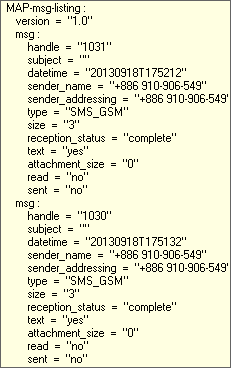 MAP-msg-listing :
version = "1.0"
msg :
handle = "1031"
subject = ""
datetime = "20130918T175212"
sender_name = "+886 910-906-549"
sender_addressing = "+886 910-906-549'
type = "SMS_GSM"
size = "3"
reception_status = "complete"
text = "yes"
attachment_size = "0"
read = "no"
sent = "no"
msg :
handle = "1030"
subject = ""
datetime = "20130918T175132"
sender_name = "+886 910-906-549"
sender_addressing = "+886 910-906-549'
type = "SMS_GSM"
size = "3"
reception_status = "complete"
text = "yes"
attachment_size = "0"
read = "no"
sent = "no"